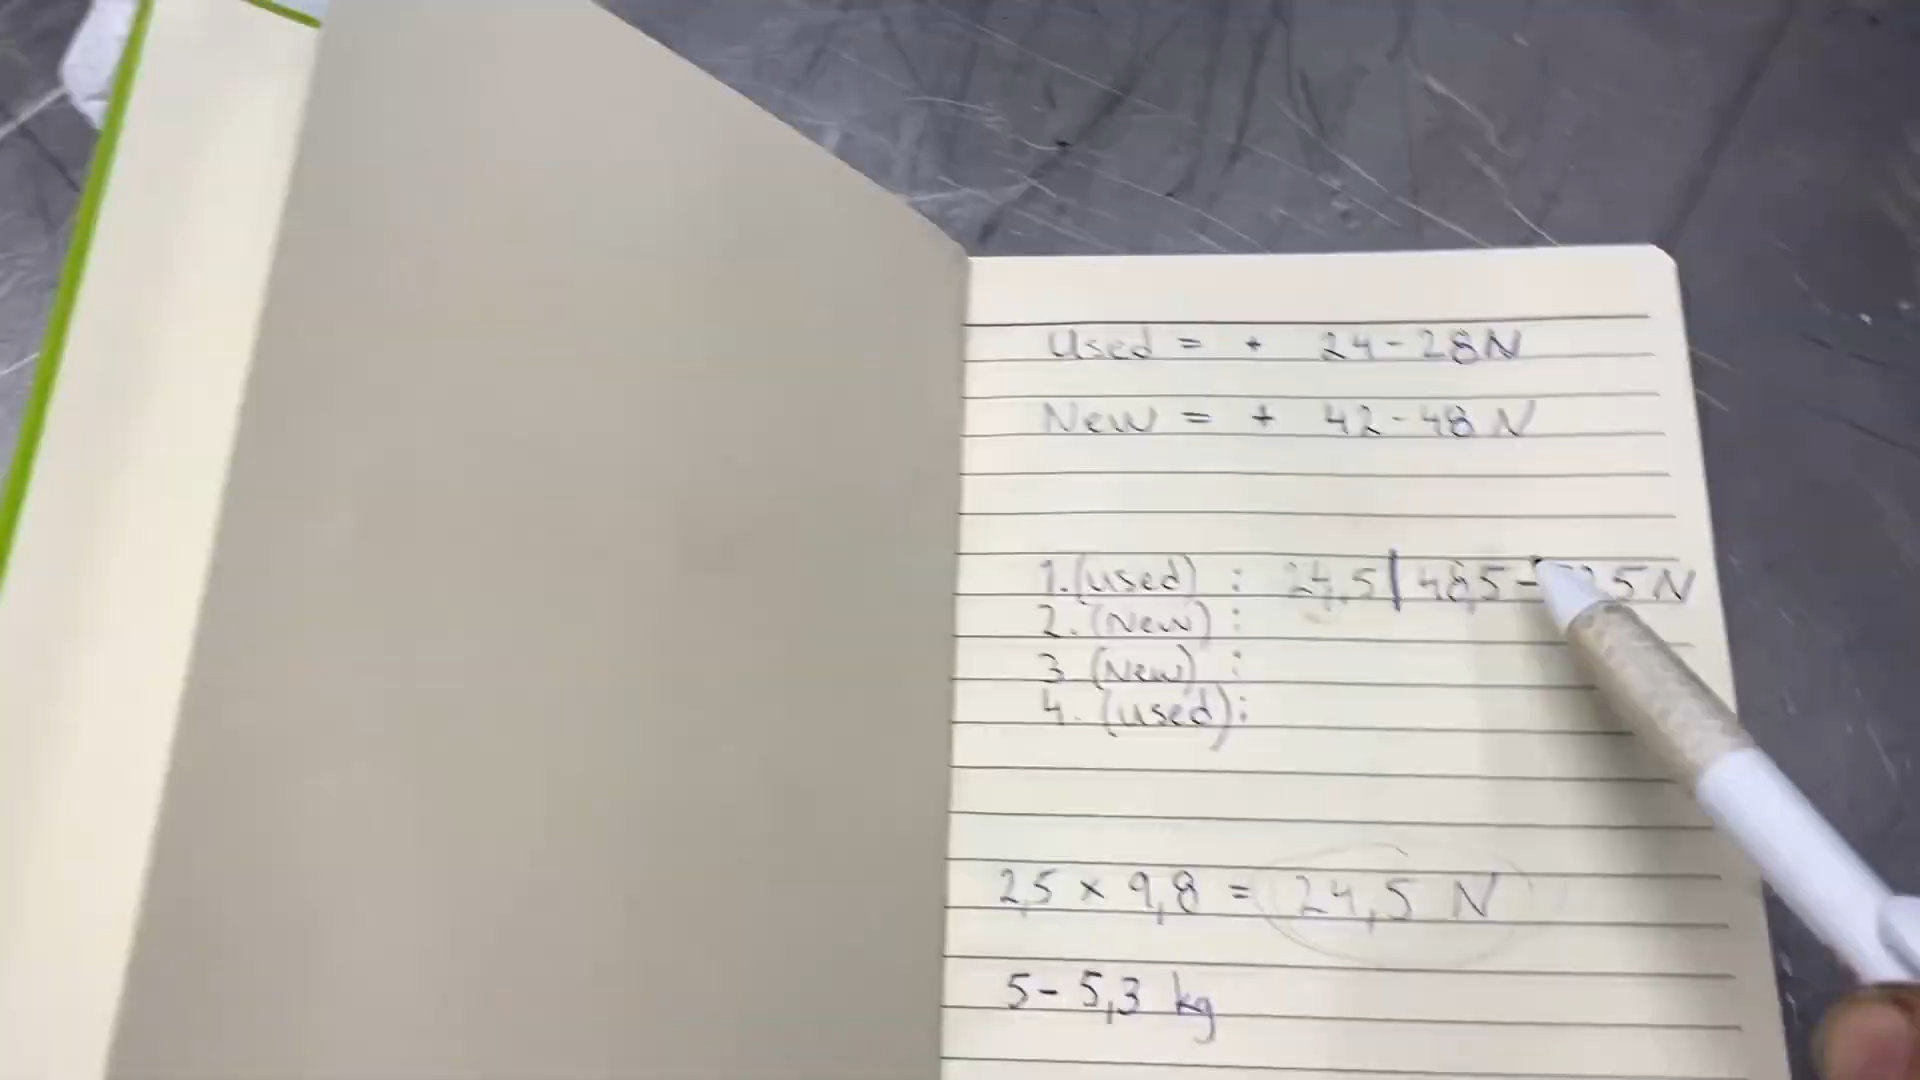 Used = + 24-28N
New = + 42-48N
1.(used) : 24,5| 48,5-
2. (New) :
3 (New) :
4. (used):
2,5 x 9,8 = 24,5 N
5- 5,3 kg